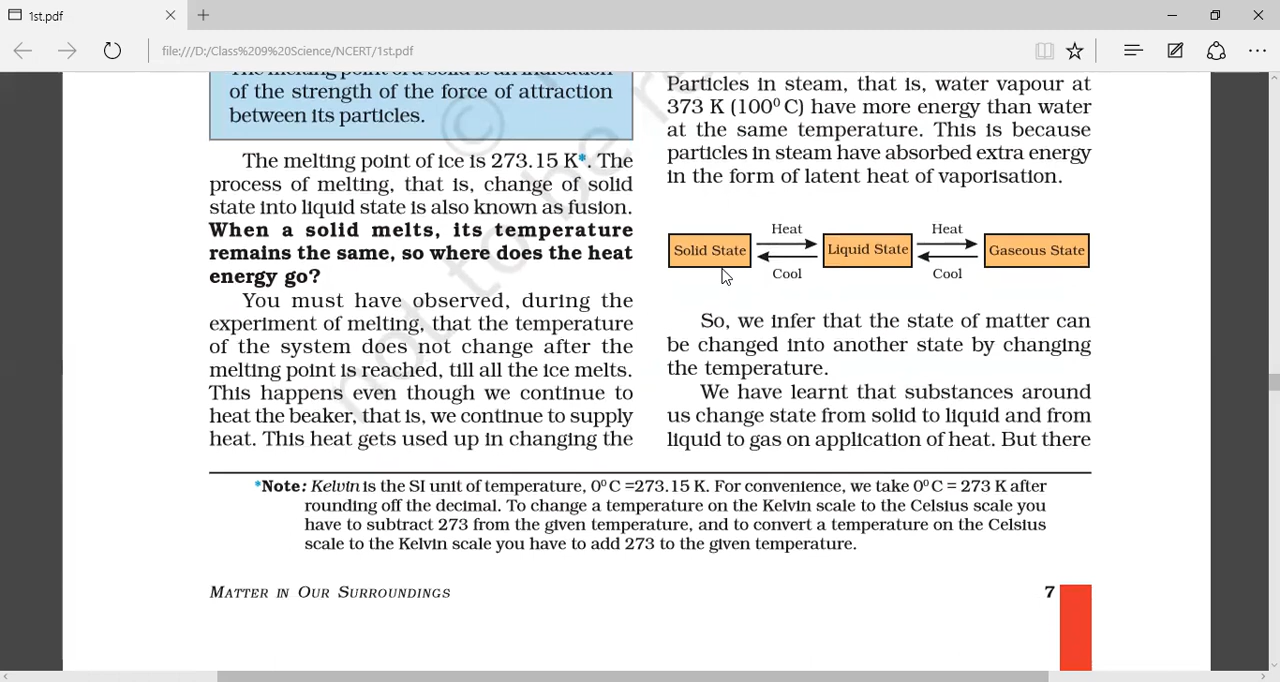 1st.pdf
file:///D:/Class%209%20Science/NCERT/1st.pdf
of the strength of the force of attraction
between its particles.
The melting point of ice is 273.15 K*. The
process of melting, that is, change of solid
state into liquid state is also known as fusion.
When a solid melts, its temperature
remains the same, so where does the heat
energy go?
You must have observed, during the
experiment of melting, that the temperature
of the system does not change after the
melting point is reached, till all the ice melts.
This happens even though we continue to
heat the beaker, that is, we continue to supply
heat. This heat gets used up in changing the
Particles in steam, that is, water vapour at
373 K (100⁰ C) have more energy than water
at the same temperature. This is because
particles in steam have absorbed extra energy
in the form of latent heat of vaporisation.
Heat Heat
Solid State Liquid State Gaseous State
Cool Cool
So, we infer that the state of matter can
be changed into another state by changing
the temperature.
We have learnt that substances around
us change state from solid to liquid and from
liquid to gas on application of heat. But there
*Note: Kelvin is the SI unit of temperature, 0⁰ C =273.15 K. For convenience, we take 0⁰ C = 273 K after
rounding off the decimal. To change a temperature on the Kelvin scale to the Celsius scale you
have to subtract 273 from the given temperature, and to convert a temperature on the Celsius
scale to the Kelvin scale you have to add 273 to the given temperature.
MATTER IN OUR SURROUNDINGS 7
© 
not to be re